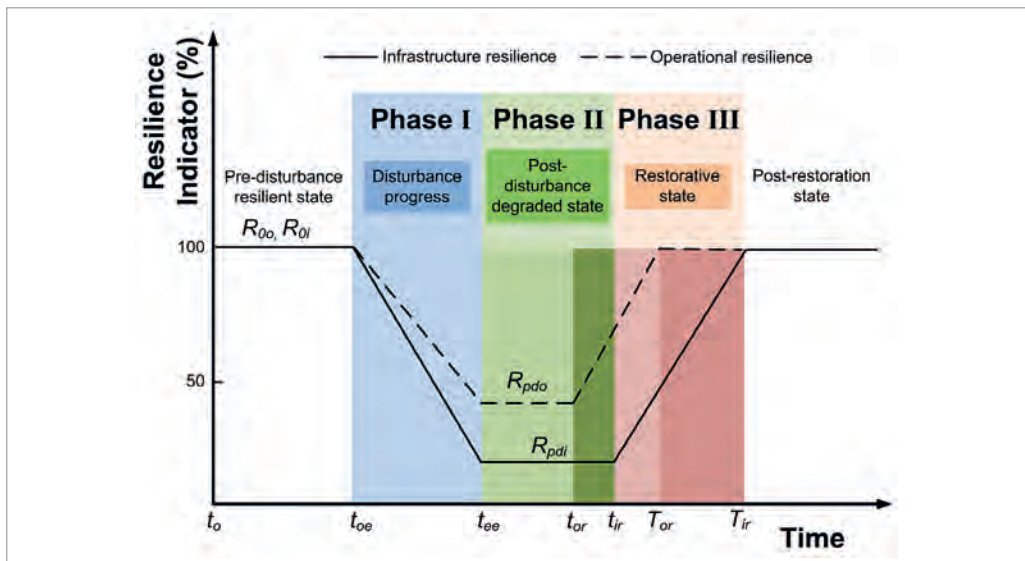 Resilience
Indicator (%)
Infrastructure resilience
Operational resilience
Phase I
Phase II
Phase III
Pre-disturbance
resilient state
Disturbance
progress
Post-
disturbance
degraded state
Restorative
state
Post-restoration
state
R0o, R0i
100
50
Rpdo
Rpdi
to
toe
tee
tor
tir
Tor
Tir
Time